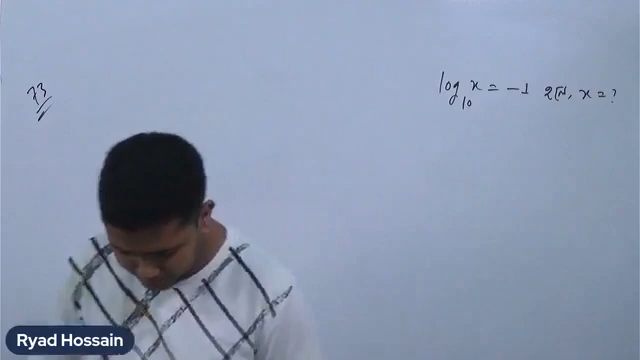 73
log₁₀ x = -1 হলে, x = ?
Ryad Hossain